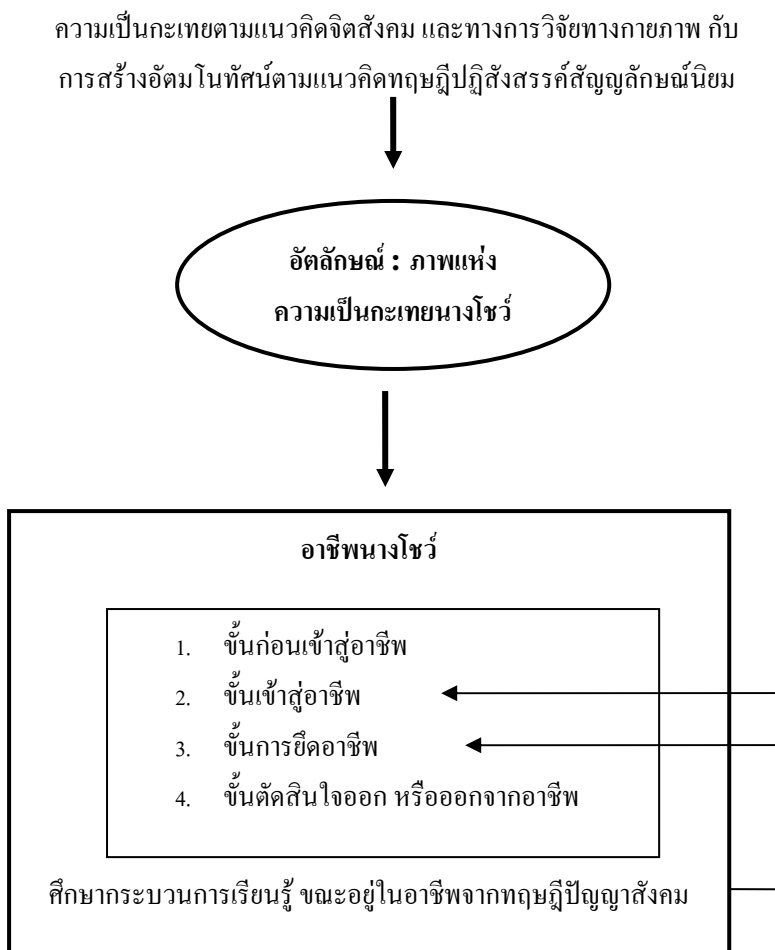 ความเป็นกะเทยตามแนวคิดจิตสังคม และทางการวิจัยทางกายภาพ กับ
การสร้างอัตมโนทัศน์ตามแนวคิดทฤษฎีปฏิสังสรรค์สัญญลักษณ์นิยม
อัตลักษณ์ : ภาพแห่ง
ความเป็นกะเทยนางโชว์
อาชีพนางโชว์
1. ขั้นก่อนเข้าสู่อาชีพ
2. ขั้นเข้าสู่อาชีพ
3. ขั้นการยึดอาชีพ
4. ขั้นตัดสินใจออก หรือออกจากอาชีพ
ศึกษากระบวนการเรียนรู้ ขณะอยู่ในอาชีพจากทฤษฎีปัญญาสังคม